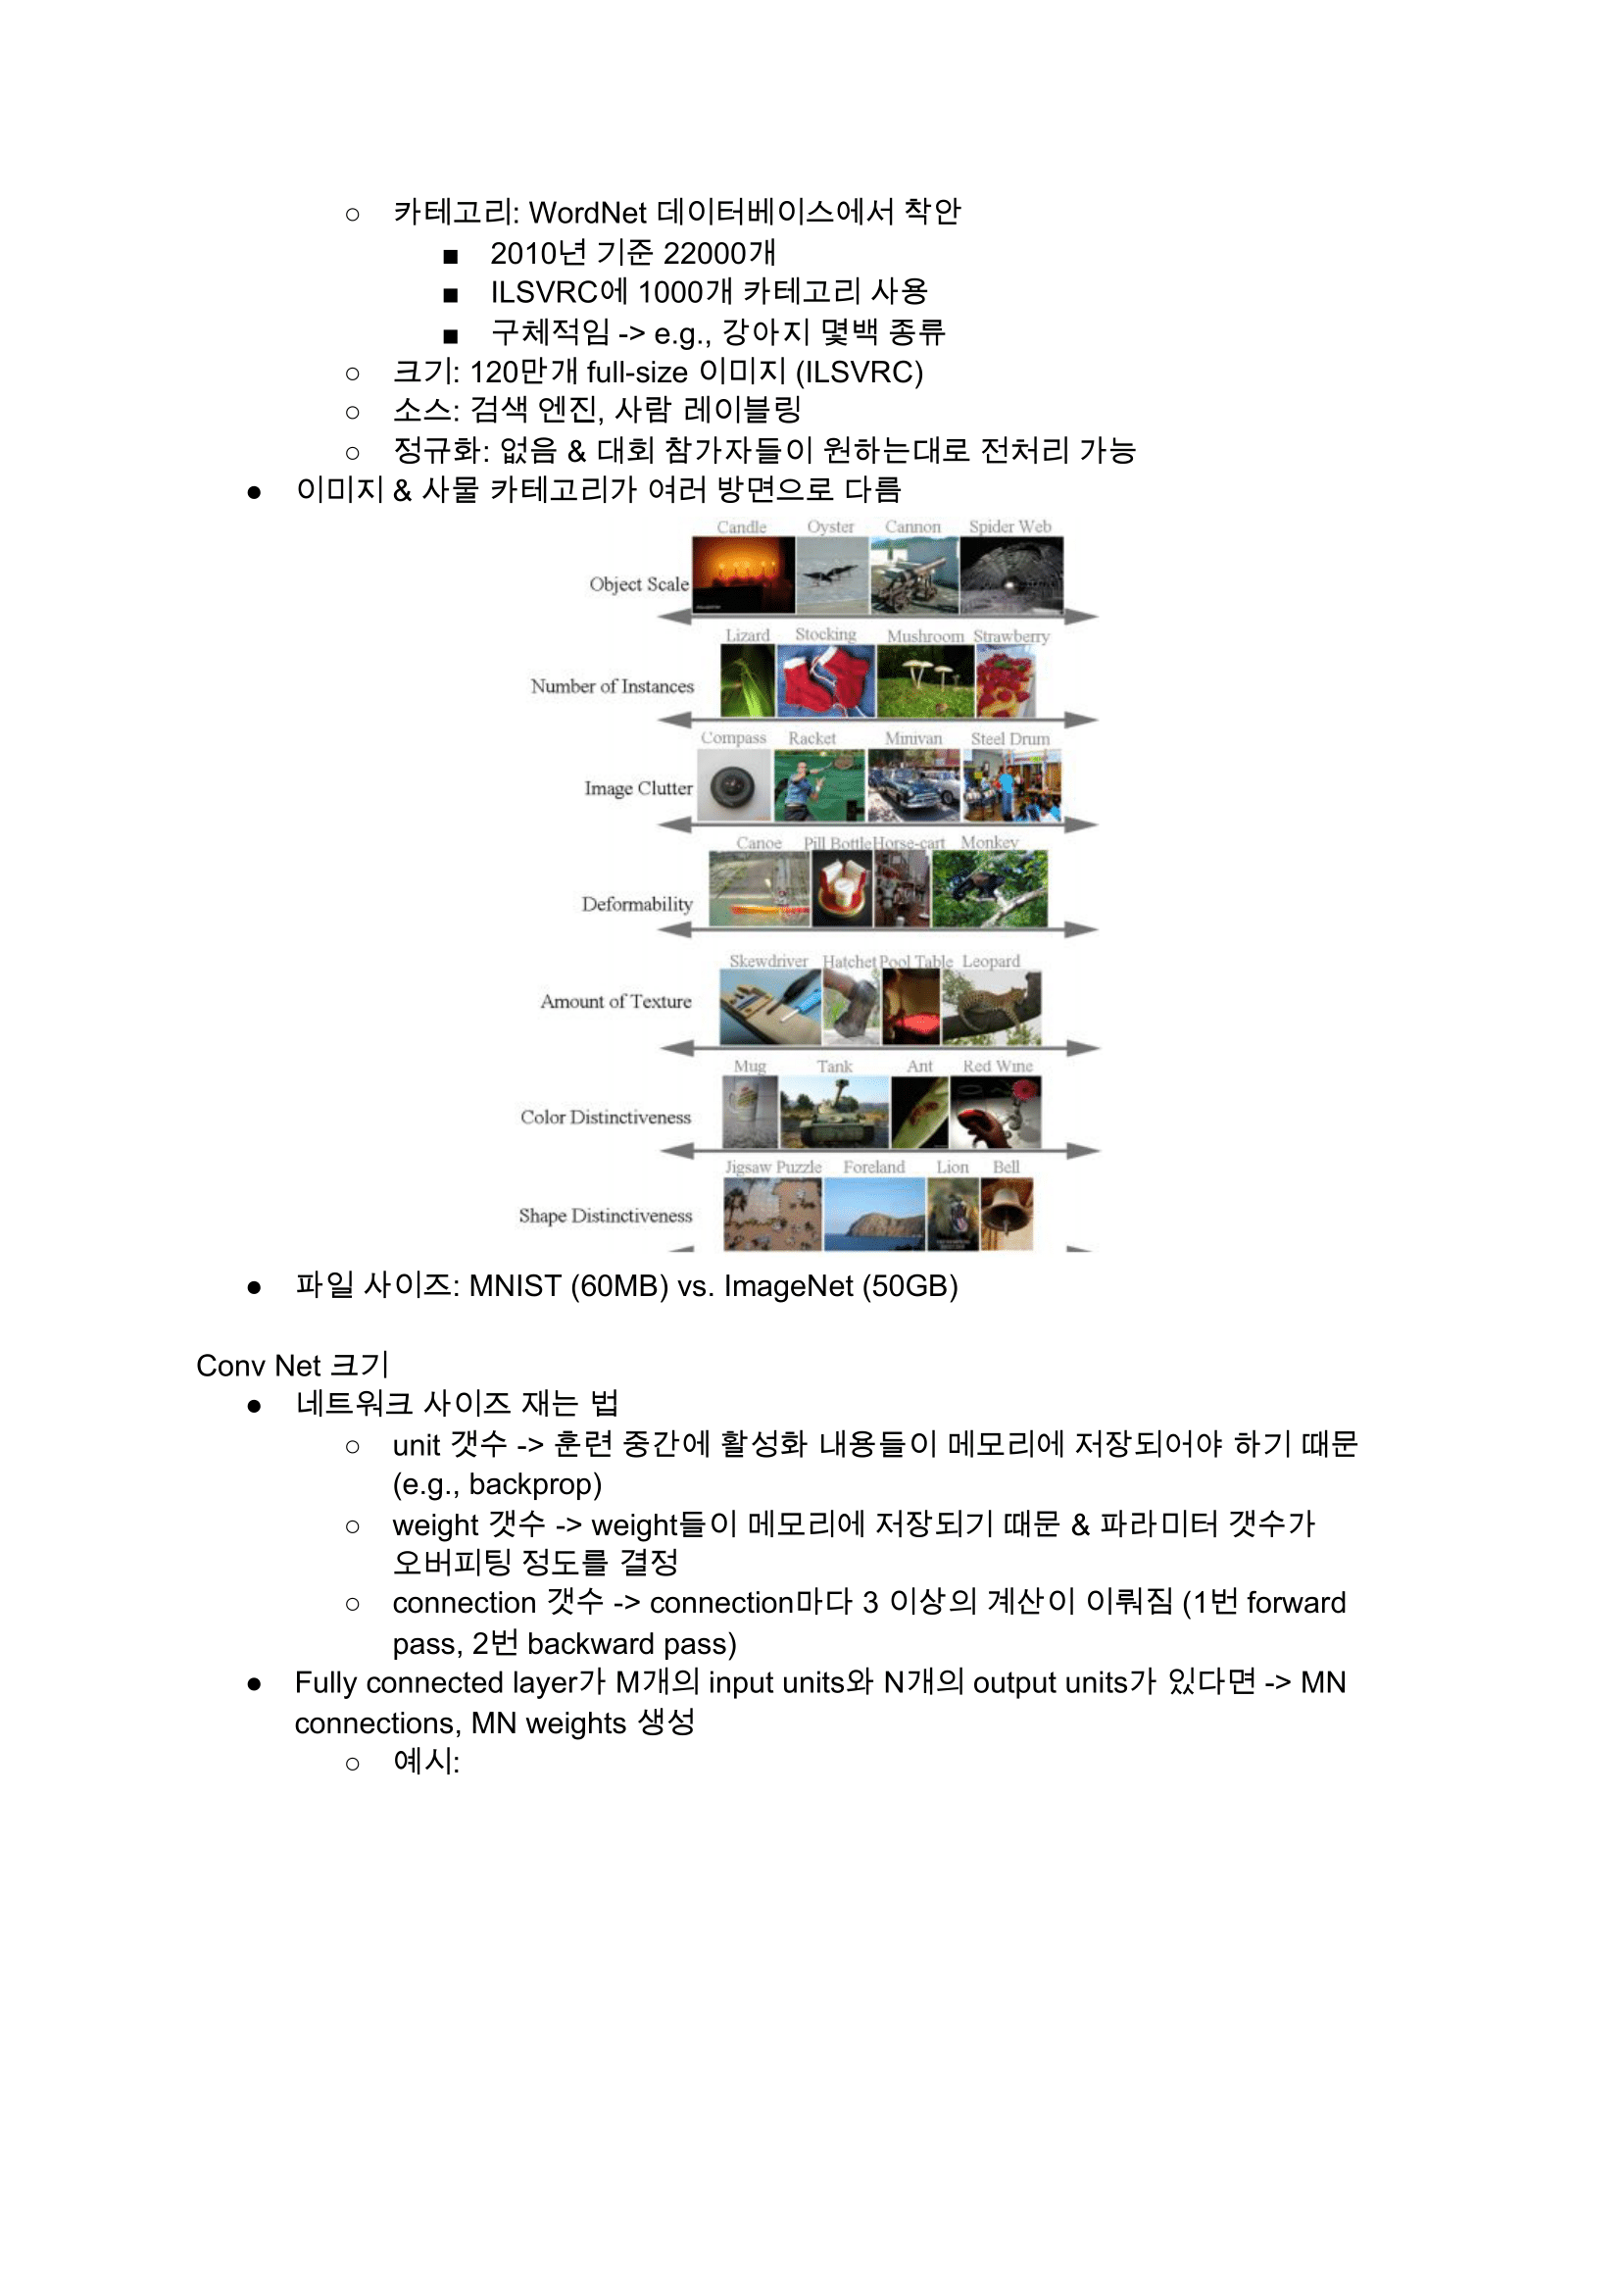 ○ 카테고리: WordNet 데이터베이스에서 착안
■ 2010년 기준 22000개
■ ILSVRC에 1000개 카테고리 사용
■ 구체적임 -> e.g., 강아지 몇백 종류
○ 크기: 120만개 full-size 이미지 (ILSVRC)
○ 소스: 검색 엔진, 사람 레이블링
○ 정규화: 없음 & 대회 참가자들이 원하는대로 전처리 가능
● 이미지 & 사물 카테고리가 여러 방면으로 다름
Candle Oyster Cannon Spider Web
Object Scale
Lizard Stocking Mushroom Strawberry
Number of Instances
Compass Racket Minivan Steel Drum
Image Clutter
Canoe Pill Bottle Horse-cart Monkey
Deformability
Skewdriver Hatchet Pool Table Leopard
Amount of Texture
Mug Tank Ant Red Wine
Color Distinctiveness
Jigsaw Puzzle Foreland Lion Bell
Shape Distinctiveness
● 파일 사이즈: MNIST (60MB) vs. ImageNet (50GB)
Conv Net 크기
● 네트워크 사이즈 재는 법
○ unit 갯수 -> 훈련 중간에 활성화 내용들이 메모리에 저장되어야 하기 때문
(e.g., backprop)
○ weight 갯수 -> weight들이 메모리에 저장되기 때문 & 파라미터 갯수가
오버피팅 정도를 결정
○ connection 갯수 -> connection마다 3 이상의 계산이 이뤄짐 (1번 forward
pass, 2번 backward pass)
● Fully connected layer가 M개의 input units와 N개의 output units가 있다면 -> MN
connections, MN weights 생성
○ 예시: